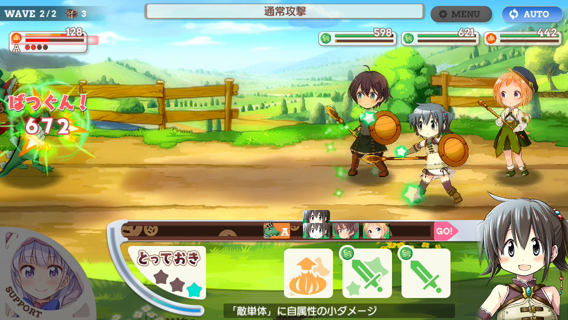 WAVE 2/2 3
通常攻撃
MENU
AUTO
128
A
598
621
442
ばつぐん!
672
A
GO!
とっておき
SUPPORT
「敵単体」に自属性の小ダメージ